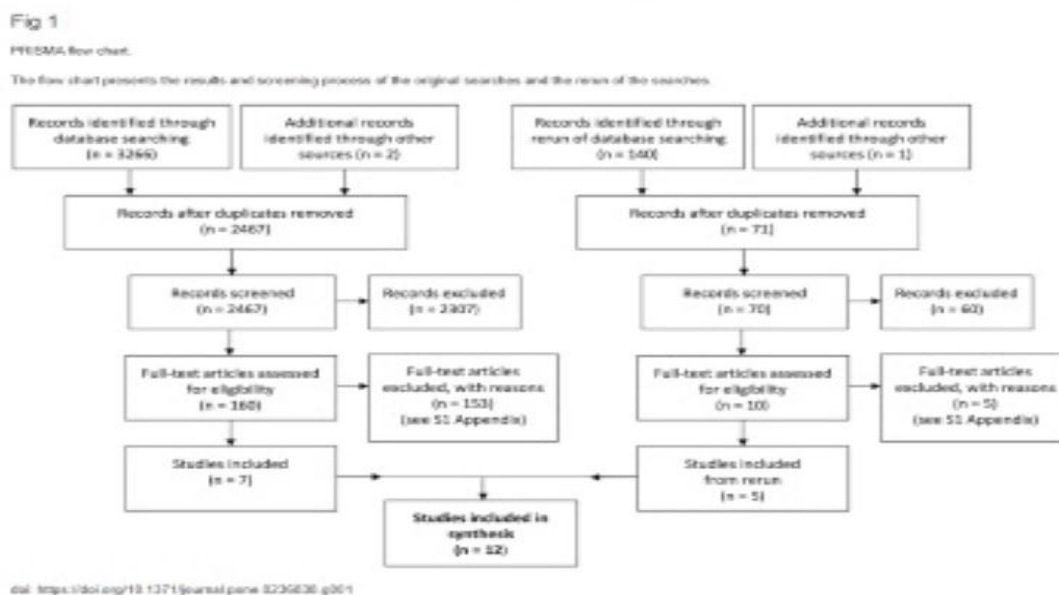 Fig 1
PRISMA flow chart.
The flow chart presents the results and screening process of the original searches and the rerun of the searches.
Records identified through
database searching
(n = 3266)
Additional records
identified through other
sources (n = 2)
Records identified through
rerun of database searching
(n = 140)
Additional records
identified through other
sources (n = 1)
Records after duplicates removed
(n = 2467)
Records after duplicates removed
(n = 71)
Records screened
(n = 2467)
Records excluded
(n = 2307)
Records screened
(n = 70)
Records excluded
(n = 60)
Full-text articles assessed
for eligibility
(n = 160)
Full-text articles
excluded, with reasons
(n = 153)
(see S1 Appendix)
Full-text articles assessed
for eligibility
(n = 10)
Full-text articles
excluded, with reasons
(n = 5)
(see S1 Appendix)
Studies included
(n = 7)
Studies included
from rerun
(n = 5)
Studies included in
synthesis
(n = 12)
doi: